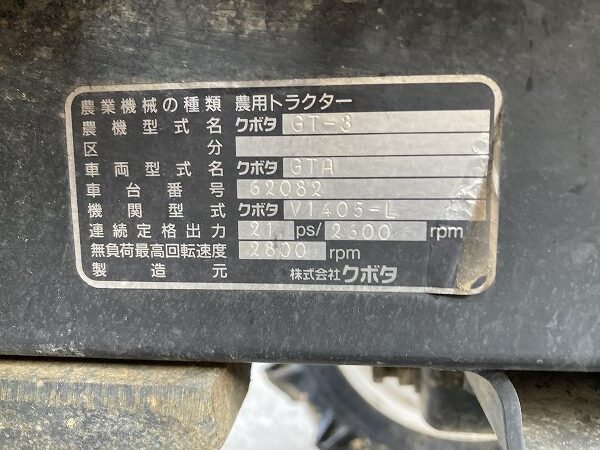 農業機械の種類 農用トラクター
農機型式名 クボタ GT-3
区分
車両型式名 クボタ GTA
車台番号 62082
機関型式 クボタ V1405-L
連続定格出力 21 ps/2600 rpm
無負荷最高回転速度 2800 rpm
製造元 株式会社クボタ